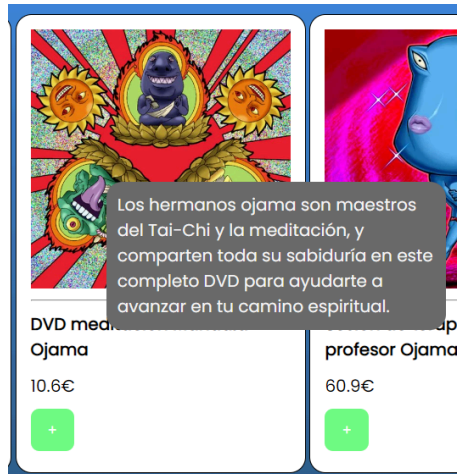 Los hermanos ojama son maestros
del Tai-Chi y la meditación, y
comparten toda su sabiduría en este
completo DVD para ayudarte a
avanzar en tu camino espiritual.
DVD
Ojama
10.6€
+
profesor Ojama
60.9€
+